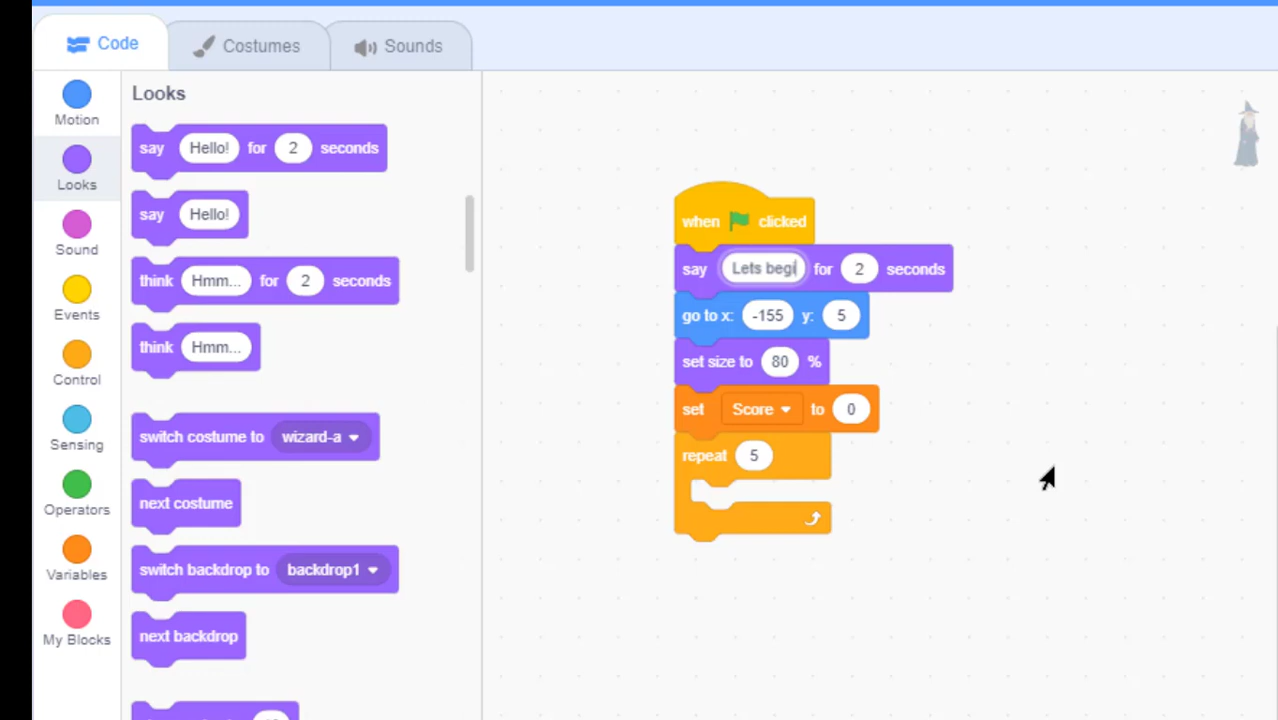 Code Costumes Sounds
Motion
Looks
Sound
Events
Control
Sensing
Operators
Variables
My Blocks
Looks
say Hello! for 2 seconds
say Hello!
think Hmm... for 2 seconds
think Hmm...
switch costume to wizard-a
next costume
switch backdrop to backdrop1
next backdrop
when clicked
say Lets begi for 2 seconds
go to x: -155 y: 5
set size to 80 %
set Score to 0
repeat 5